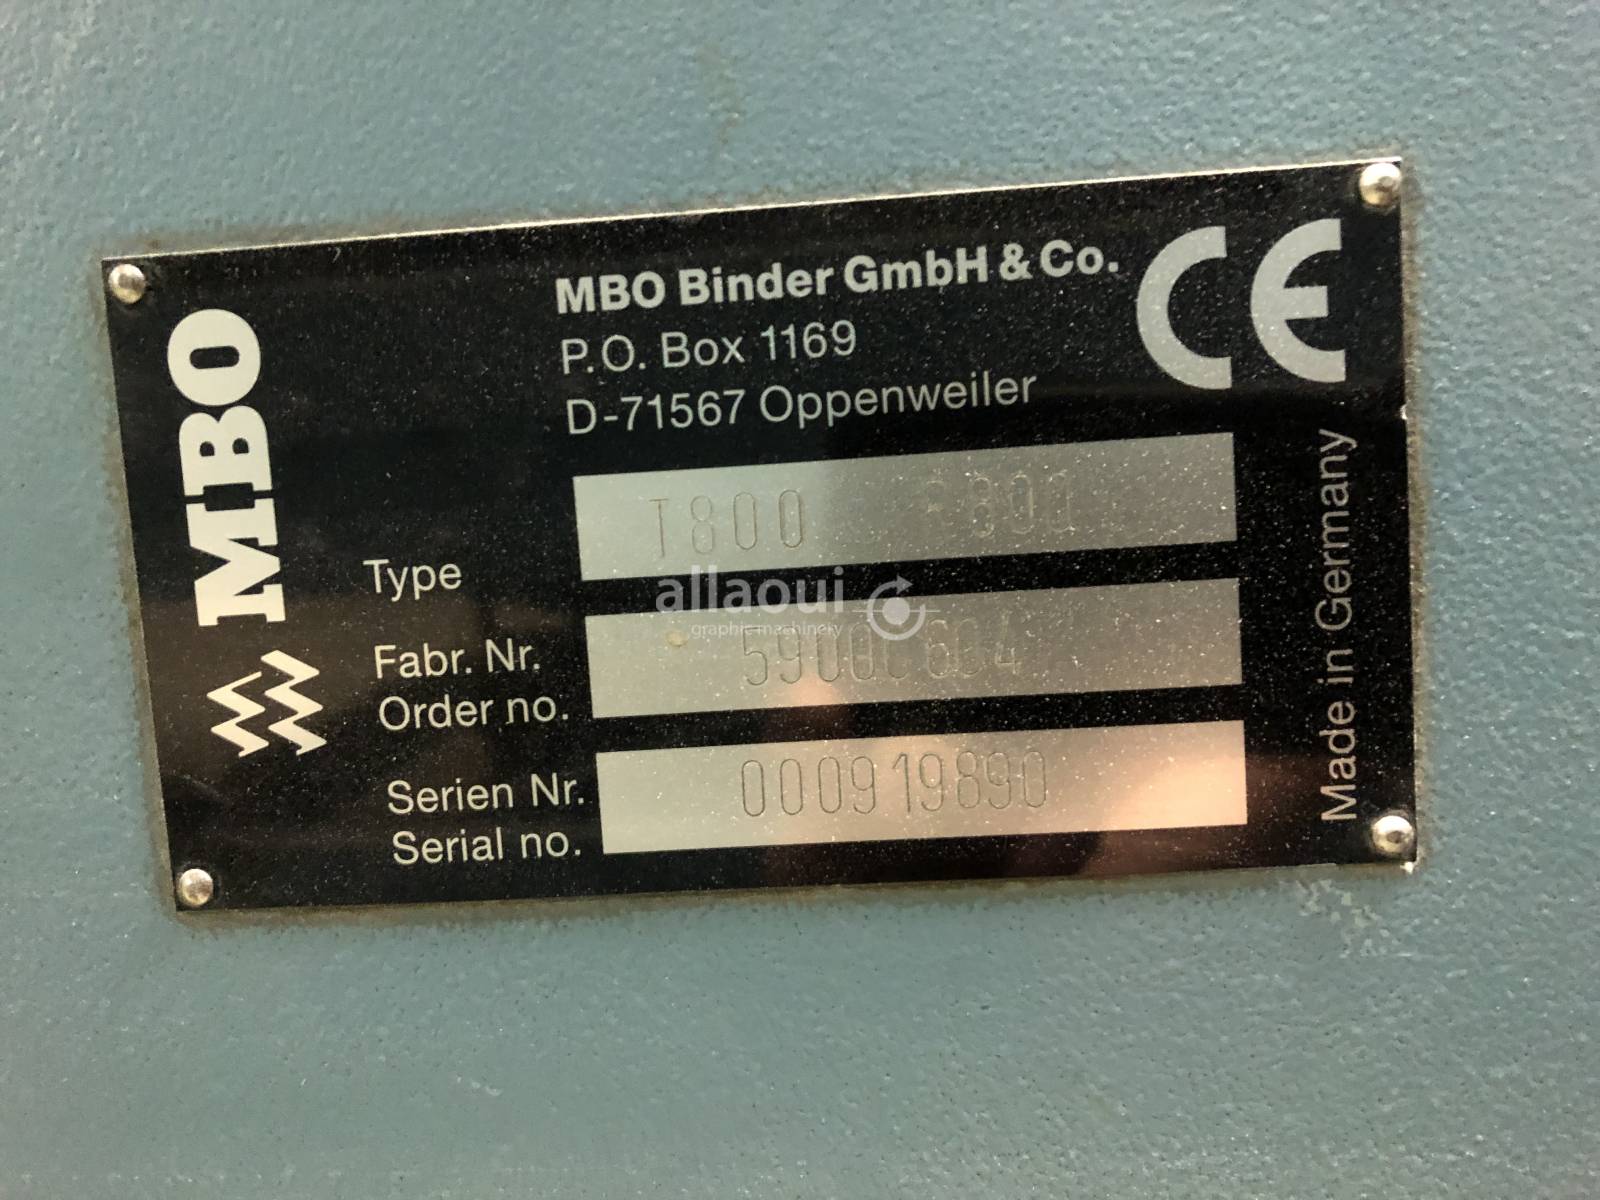 MBO
MBO Binder GmbH & Co.
P.O. Box 1169
D-71567 Oppenweiler
CE
Type
T800
Fabr. Nr.
Order no.
Serien Nr.
000919890
Serial no.
Made in Germany
allaoui
graphic machinery